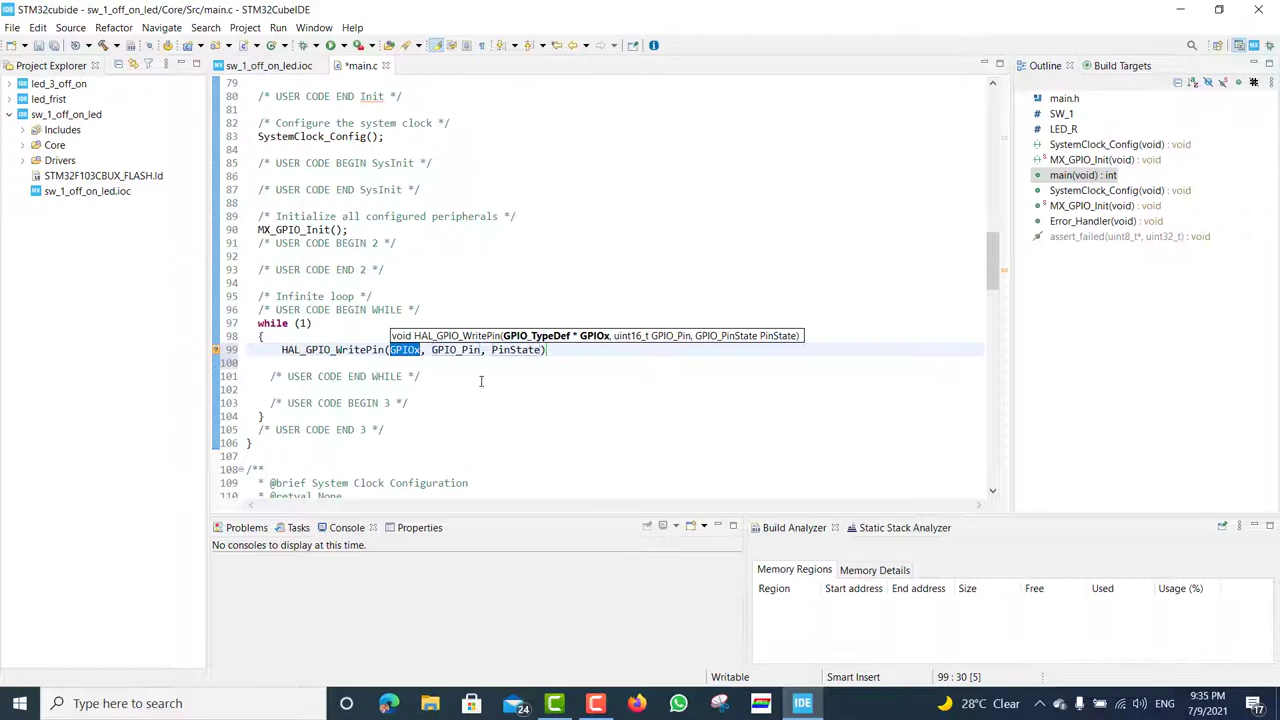 STM32cubide - sw_1_off_on_led/Core/Src/main.c - STM32CubeIDE
File Edit Source Refactor Navigate Search Project Run Window Help
Project Explorer
led_3_off_on
led_frist
sw_1_off_on_led
Includes
Core
Drivers
STM32F103CBUX_FLASH.ld
sw_1_off_on_led.ioc
sw_1_off_on_led.ioc
*main.c
79
80 /* USER CODE END Init */
81
82 /* Configure the system clock */
83 SystemClock_Config();
84
85 /* USER CODE BEGIN SysInit */
86
87 /* USER CODE END SysInit */
88
89 /* Initialize all configured peripherals */
90 MX_GPIO_Init();
91 /* USER CODE BEGIN 2 */
92
93 /* USER CODE END 2 */
94
95 /* Infinite loop */
96 /* USER CODE BEGIN WHILE */
97 while (1)
void HAL_GPIO_WritePin(GPIO_TypeDef * GPIOx, uint16_t GPIO_Pin, GPIO_PinState PinState)
98 {
99 HAL_GPIO_WritePin(GPIOx, GPIO_Pin, PinState)
100
101 /* USER CODE END WHILE */
102
103 /* USER CODE BEGIN 3 */
104 }
105 /* USER CODE END 3 */
106 }
107
108 /**
109 * @brief System Clock Configuration
110 * @retval None
Outline
Build Targets
main.h
SW_1
LED_R
SystemClock_Config(void) : void
MX_GPIO_Init(void) : void
main(void) : int
SystemClock_Config(void) : void
MX_GPIO_Init(void) : void
Error_Handler(void) : void
assert_failed(uint8_t*, uint32_t) : void
Problems Tasks Console Properties
No consoles to display at this time.
Build Analyzer Static Stack Analyzer
Memory Regions Memory Details
Region Start address End address Size Free Used Usage (%)
Writable Smart Insert 99 : 30 [5]
Type here to search
24
IDE
28°C Clear
ENG
9:35 PM
7/9/2021
17